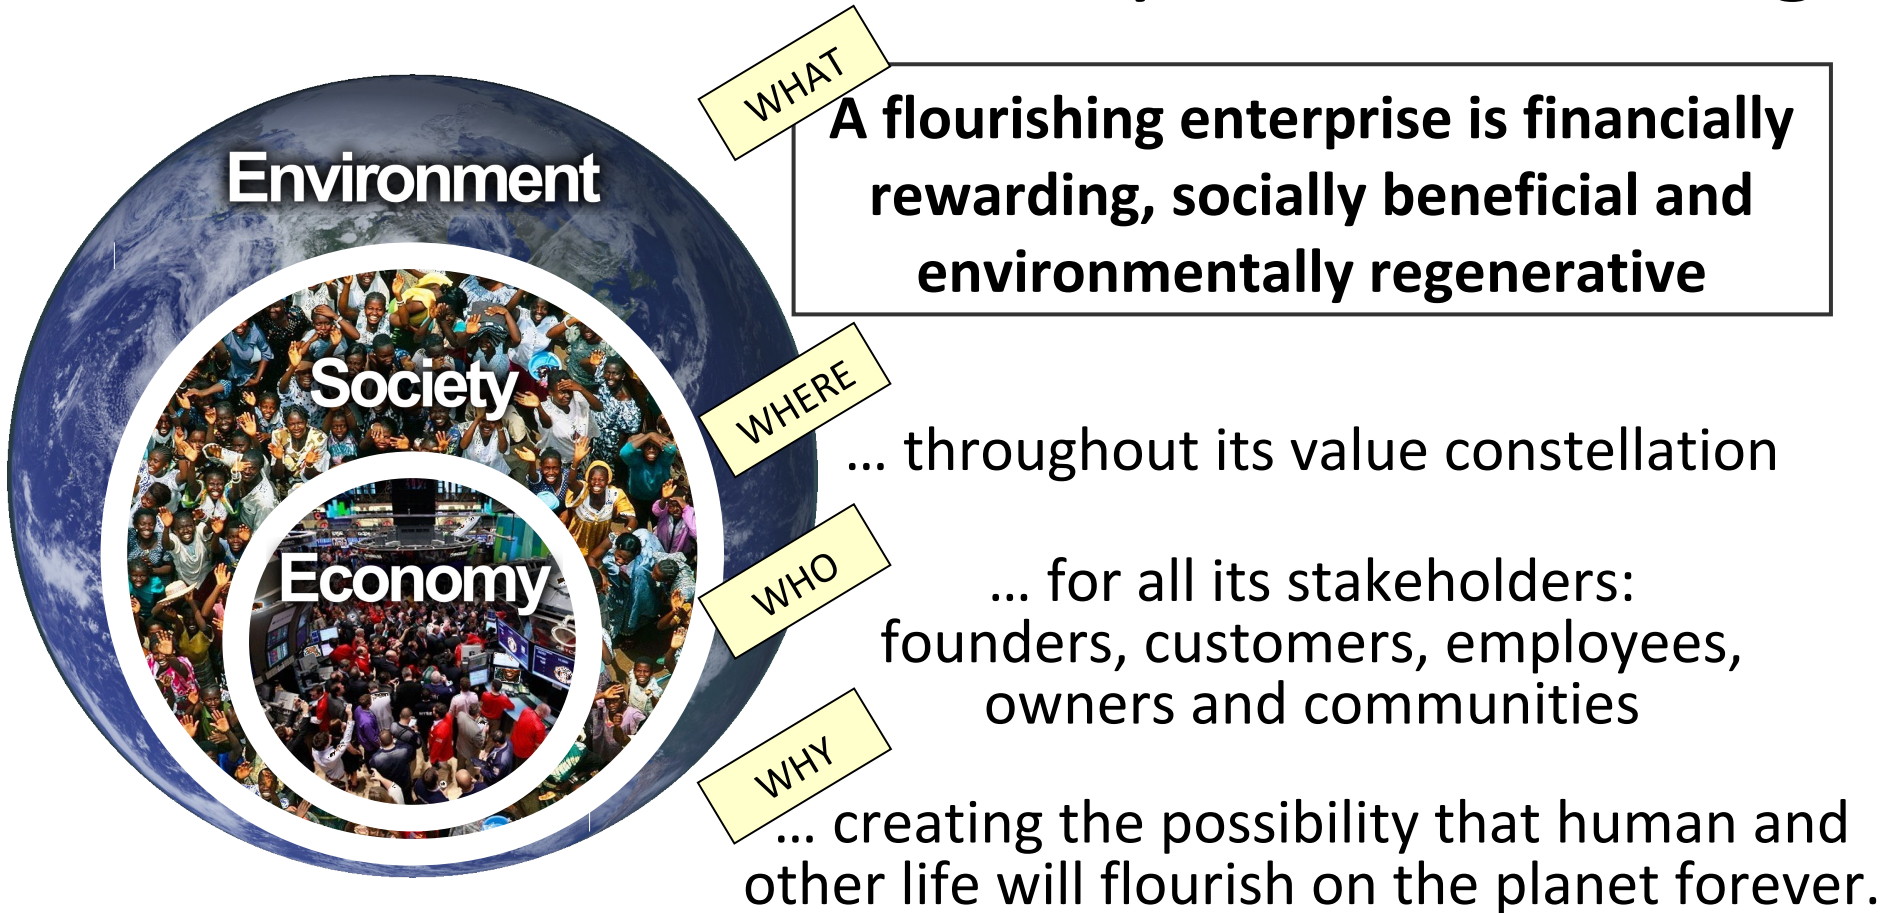 Environment
Society
Economy
WHAT
A flourishing enterprise is financially
rewarding, socially beneficial and
environmentally regenerative
WHERE
... throughout its value constellation
WHO
... for all its stakeholders:
founders, customers, employees,
owners and communities
WHY
... creating the possibility that human and
other life will flourish on the planet forever.